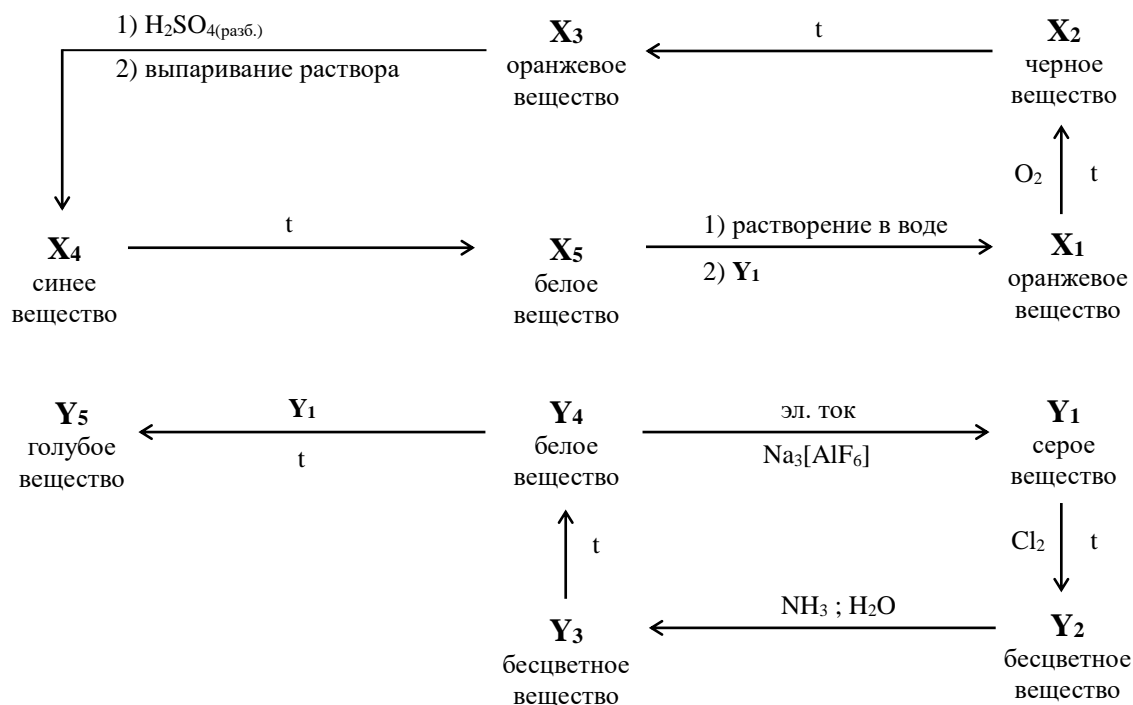 1) H₂SO₄(разб.)
2) выпаривание раствора
X₃
оранжевое
вещество
t
X₂
черное
вещество
O₂
t
X₄
синее
вещество
t
X₅
белое
вещество
1) растворение в воде
2) Y₁
X₁
оранжевое
вещество
Y₅
голубое
вещество
Y₁
t
Y₄
белое
вещество
эл. ток
Na₃[AlF₆]
Y₁
серое
вещество
Cl₂
t
t
Y₃
бесцветное
вещество
NH₃ ; H₂O
Y₂
бесцветное
вещество